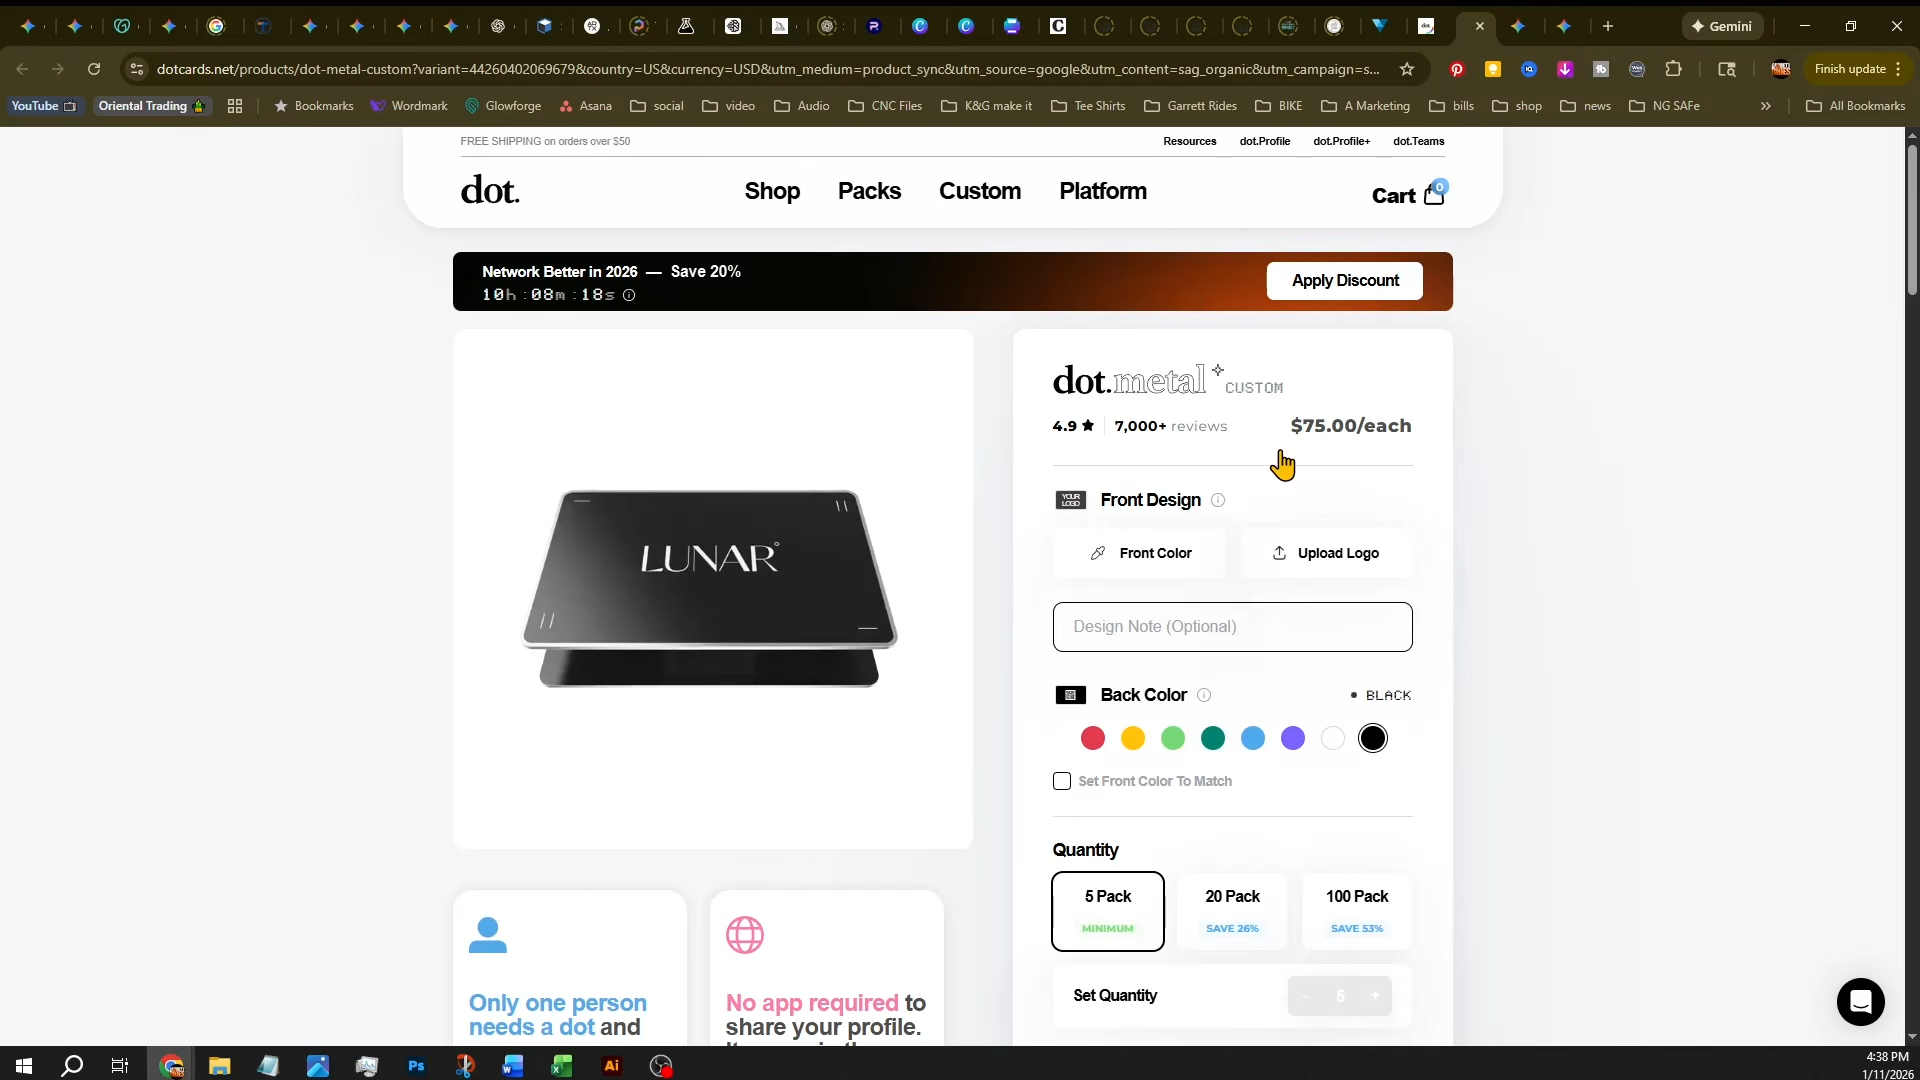 Gemini
dotcards.net/products/dot-metal-custom?variant=44260402069679&country=US&currency=USD&utm_medium=product_sync&utm_source=google&utm_content=sag_organic&utm_campaign=s...
Finish update
YouTube
Oriental Trading
Bookmarks
Wordmark
Glowforge
Asana
social
video
Audio
CNC Files
K&G make it
Tee Shirts
Garrett Rides
BIKE
A Marketing
bills
shop
news
NG SAFe
All Bookmarks
FREE SHIPPING on orders over $50
Resources
dot.Profile
dot.Profile+
dot.Teams
dot.
Shop
Packs
Custom
Platform
Cart
0
Network Better in 2026 — Save 20%
10h:08m:18s
Apply Discount
LUNAR°
dot.metal CUSTOM
4.9
7,000+ reviews
$75.00/each
YOUR LOGO
Front Design
Front Color
Upload Logo
Design Note (Optional)
Back Color
BLACK
Set Front Color To Match
Quantity
5 Pack
MINIMUM
20 Pack
SAVE 26%
100 Pack
SAVE 53%
Set Quantity
- 5 +
Only one person
needs a dot and
No app required to
share your profile.
4:38 PM
1/11/2026